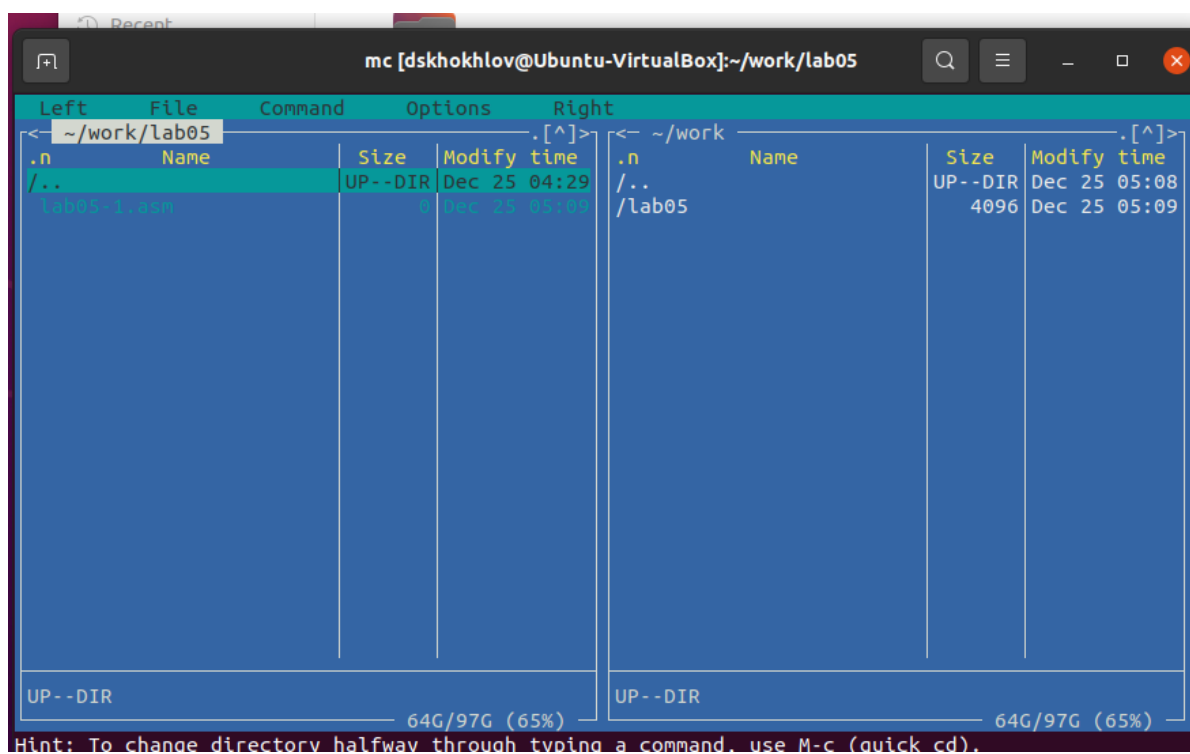 Recent
mc [dskhokhlov@Ubuntu-VirtualBox]:~/work/lab05
Left File Command Options Right
<— ~/work/lab05 .[^]>
.n Name Size Modify time
/.. UP--DIR Dec 25 04:29
lab05-1.asm 0 Dec 25 05:09
UP--DIR
64G/97G (65%)
<— ~/work .[^]>
.n Name Size Modify time
/.. UP--DIR Dec 25 05:08
/lab05 4096 Dec 25 05:09
UP--DIR
64G/97G (65%)
Hint: To change directory halfway through typing a command, use M-c (quick cd).